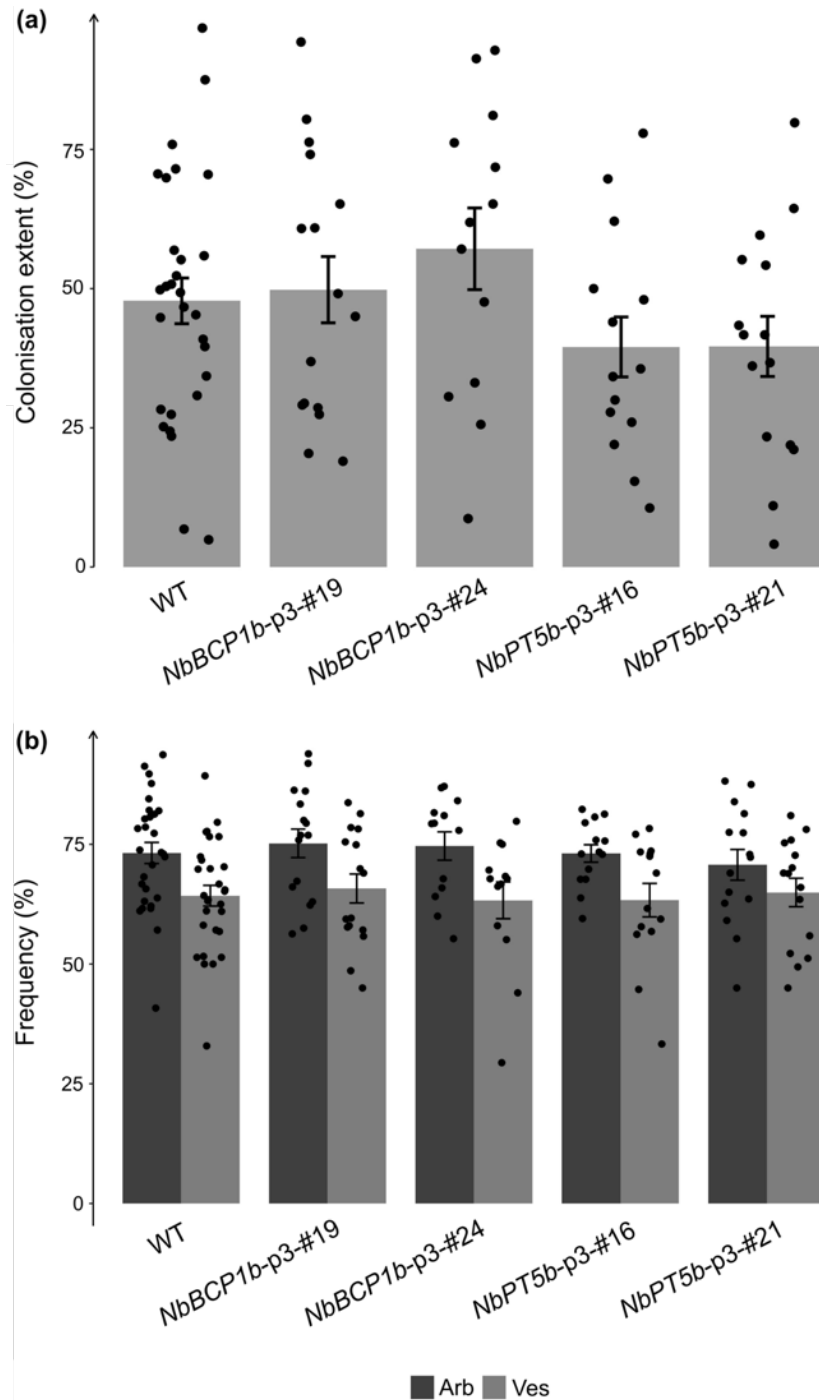 (a)
Colonisation extent (%)
75
50
25
0
WT
NbBCP1b-p3-#19
NbBCP1b-p3-#24
NbPT5b-p3-#16
NbPT5b-p3-#21
(b)
Frequency (%)
75
50
25
0
WT
NbBCP1b-p3-#19
NbBCP1b-p3-#24
NbPT5b-p3-#16
NbPT5b-p3-#21
Arb Ves